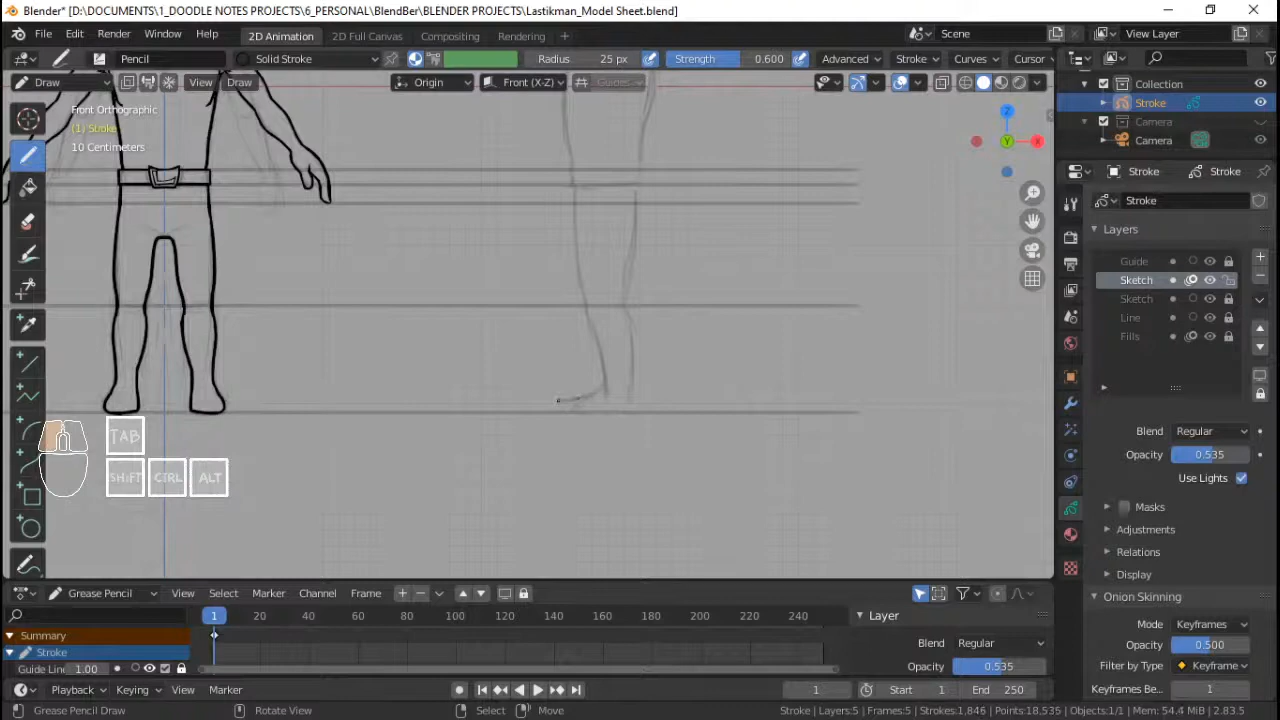 Blender* [D:\DOCUMENTS\1_DOODLE NOTES PROJECTS\6_PERSONAL\BlendBer\BLENDER PROJECTS\Lastikman_Model Sheet.blend]
File Edit Render Window Help 2D Animation 2D Full Canvas Compositing Rendering + Scene View Layer
Pencil Solid Stroke Radius 25 px Strength 0.600 Advanced Stroke Curves Cursor
Draw View Draw Origin Front (X-Z) Guides
Collection
Stroke
Camera
Camera
Front Orthographic
(1) Stroke
10 Centimeters
Z
Y X
Stroke Stroke
Stroke
Layers
Guide
Sketch
Sketch
Line
Fills
TAB
SHIFT CTRL ALT
Blend Regular
Opacity 0.535
Use Lights
Masks
Adjustments
Relations
Display
Onion Skinning
Mode Keyframes
Opacity 0.500
Filter by Type Keyframe
Keyframes Be... 1
Grease Pencil View Select Marker Channel Frame
1 20 40 60 80 100 120 140 160 180 200 220 240
Layer
Summary
Stroke
Guide Lin 1.00
Blend Regular
Opacity 0.535
Playback Keying View Marker 1 Start 1 End 250
Grease Pencil Draw Rotate View Select Move Stroke | Layers:5 | Frames:5 | Strokes:1,846 | Points:18,535 | Objects:1/1 | Mem: 54.4 MiB | 2.83.5